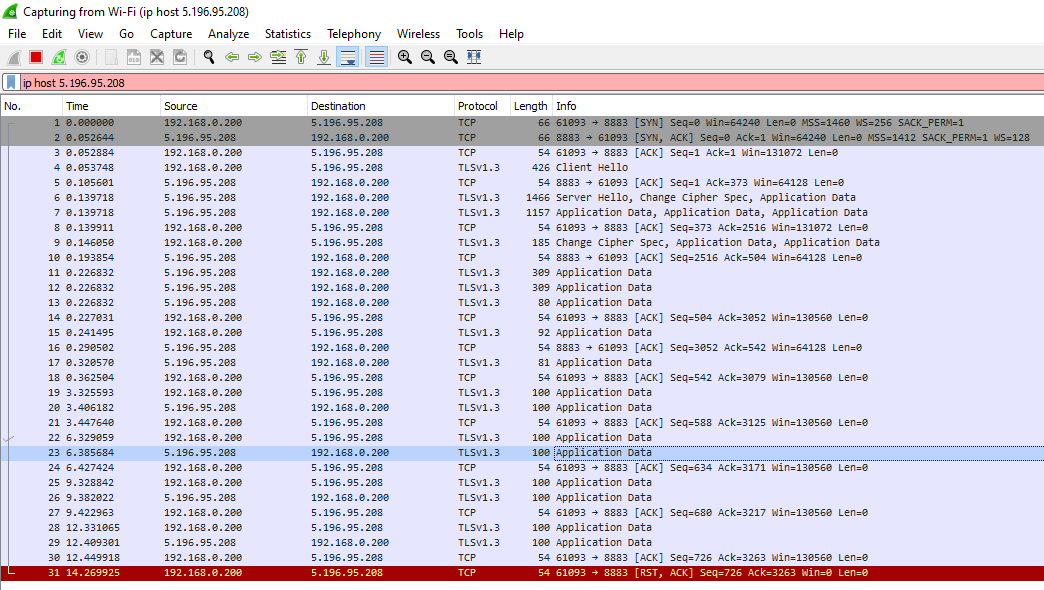 Capturing from Wi-Fi (ip host 5.196.95.208)
File Edit View Go Capture Analyze Statistics Telephony Wireless Tools Help
ip host 5.196.95.208
No. Time Source Destination Protocol Length Info
1 0.000000 192.168.0.200 5.196.95.208 TCP 66 61093 → 8883 [SYN] Seq=0 Win=64240 Len=0 MSS=1460 WS=256 SACK_PERM=1
2 0.052644 5.196.95.208 192.168.0.200 TCP 66 8883 → 61093 [SYN, ACK] Seq=0 Ack=1 Win=64240 Len=0 MSS=1412 SACK_PERM=1 WS=128
3 0.052884 192.168.0.200 5.196.95.208 TCP 54 61093 → 8883 [ACK] Seq=1 Ack=1 Win=131072 Len=0
4 0.053748 192.168.0.200 5.196.95.208 TLSv1.3 426 Client Hello
5 0.105601 5.196.95.208 192.168.0.200 TCP 54 8883 → 61093 [ACK] Seq=1 Ack=373 Win=64128 Len=0
6 0.139718 5.196.95.208 192.168.0.200 TLSv1.3 1466 Server Hello, Change Cipher Spec, Application Data
7 0.139718 5.196.95.208 192.168.0.200 TLSv1.3 1157 Application Data, Application Data, Application Data
8 0.139911 192.168.0.200 5.196.95.208 TCP 54 61093 → 8883 [ACK] Seq=373 Ack=2516 Win=131072 Len=0
9 0.146050 192.168.0.200 5.196.95.208 TLSv1.3 185 Change Cipher Spec, Application Data, Application Data
10 0.193854 5.196.95.208 192.168.0.200 TCP 54 8883 → 61093 [ACK] Seq=2516 Ack=504 Win=64128 Len=0
11 0.226832 5.196.95.208 192.168.0.200 TLSv1.3 309 Application Data
12 0.226832 5.196.95.208 192.168.0.200 TLSv1.3 309 Application Data
13 0.226832 5.196.95.208 192.168.0.200 TLSv1.3 80 Application Data
14 0.227031 192.168.0.200 5.196.95.208 TCP 54 61093 → 8883 [ACK] Seq=504 Ack=3052 Win=130560 Len=0
15 0.241495 192.168.0.200 5.196.95.208 TLSv1.3 92 Application Data
16 0.290502 5.196.95.208 192.168.0.200 TCP 54 8883 → 61093 [ACK] Seq=3052 Ack=542 Win=64128 Len=0
17 0.320570 5.196.95.208 192.168.0.200 TLSv1.3 81 Application Data
18 0.362504 192.168.0.200 5.196.95.208 TCP 54 61093 → 8883 [ACK] Seq=542 Ack=3079 Win=130560 Len=0
19 3.325593 192.168.0.200 5.196.95.208 TLSv1.3 100 Application Data
20 3.406182 5.196.95.208 192.168.0.200 TLSv1.3 100 Application Data
21 3.447640 192.168.0.200 5.196.95.208 TCP 54 61093 → 8883 [ACK] Seq=588 Ack=3125 Win=130560 Len=0
22 6.329059 192.168.0.200 5.196.95.208 TLSv1.3 100 Application Data
23 6.385684 5.196.95.208 192.168.0.200 TLSv1.3 100 Application Data
24 6.427424 192.168.0.200 5.196.95.208 TCP 54 61093 → 8883 [ACK] Seq=634 Ack=3171 Win=130560 Len=0
25 9.328842 192.168.0.200 5.196.95.208 TLSv1.3 100 Application Data
26 9.382022 5.196.95.208 192.168.0.200 TLSv1.3 100 Application Data
27 9.422963 192.168.0.200 5.196.95.208 TCP 54 61093 → 8883 [ACK] Seq=680 Ack=3217 Win=130560 Len=0
28 12.331065 192.168.0.200 5.196.95.208 TLSv1.3 100 Application Data
29 12.409301 5.196.95.208 192.168.0.200 TLSv1.3 100 Application Data
30 12.449918 192.168.0.200 5.196.95.208 TCP 54 61093 → 8883 [ACK] Seq=726 Ack=3263 Win=130560 Len=0
31 14.269925 192.168.0.200 5.196.95.208 TCP 54 61093 → 8883 [RST, ACK] Seq=726 Ack=3263 Win=0 Len=0